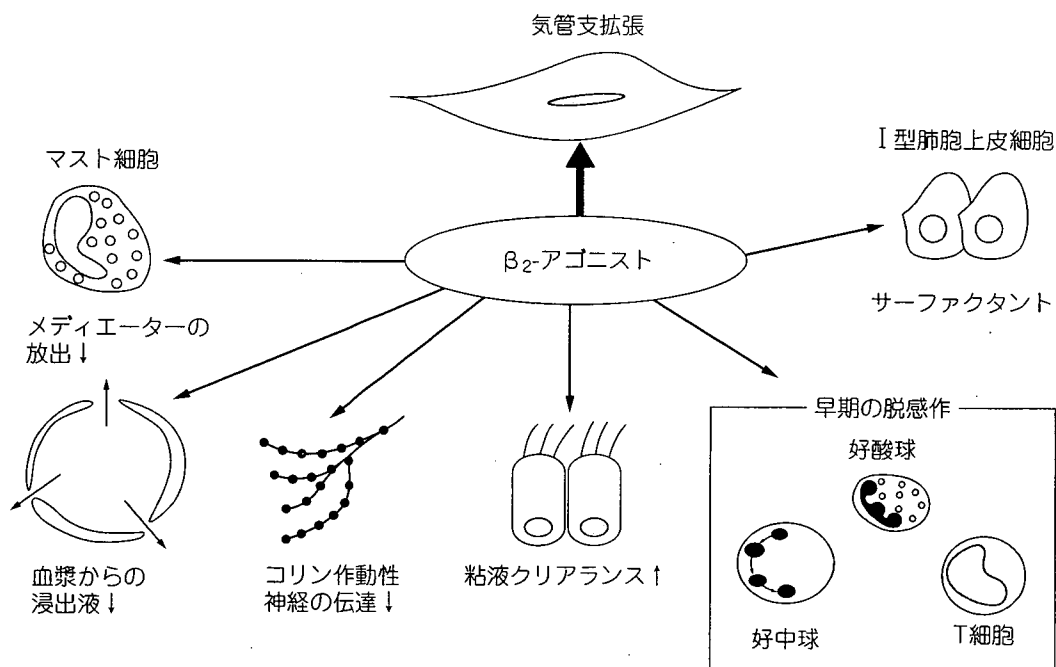 気管支拡張
マスト細胞
Ⅰ型肺胞上皮細胞
β₂-アゴニスト
サーファクタント
メディエーターの
放出↓
早期の脱感作
好酸球
血漿からの
浸出液↓
コリン作動性
神経の伝達↓
粘液クリアランス↑
好中球
T細胞